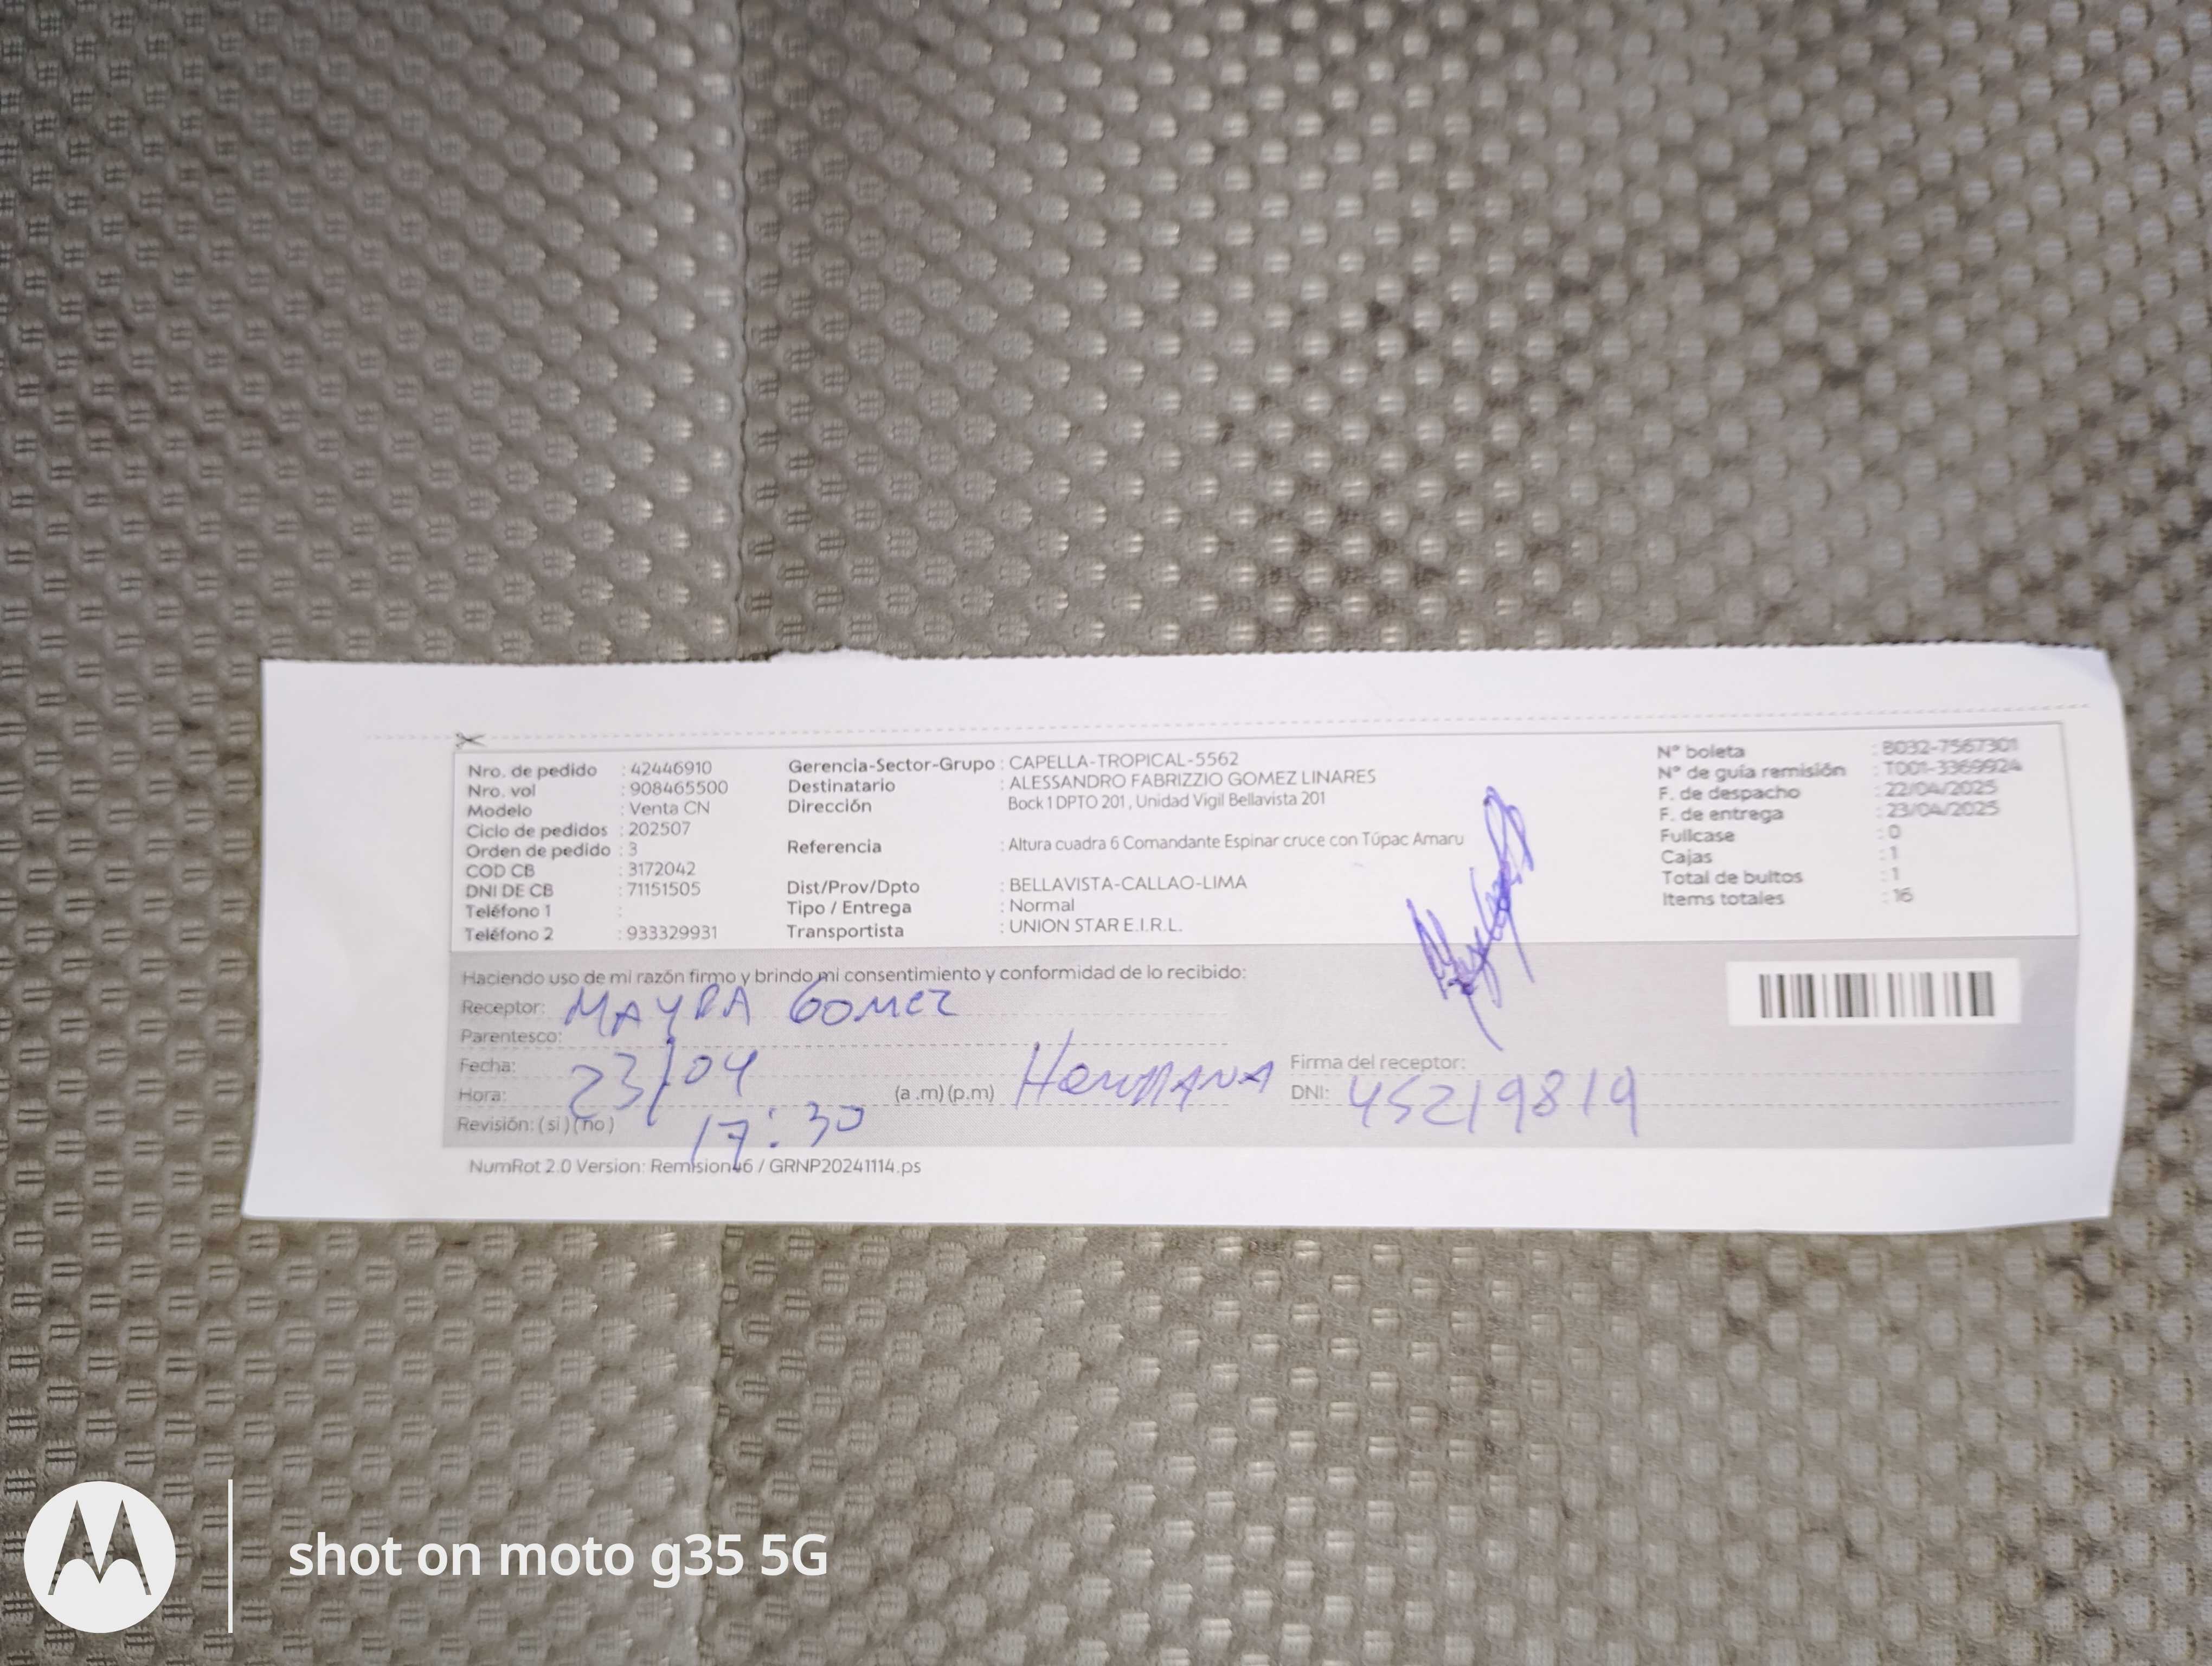 Nro. de pedido : 42446910
Nro. vol : 908465500
Modelo : Venta CN
Ciclo de pedidos : 202507
Orden de pedido : 3
COD CB : 3172042
DNI DE CB : 71151505
Teléfono 1 :
Teléfono 2 : 933329931
Gerencia-Sector-Grupo : CAPELLA-TROPICAL-5562
Destinatario : ALESSANDRO FABRIZZIO GOMEZ LINARES
Dirección Bock 1 DPTO 201 , Unidad Vigil Bellavista 201
Referencia : Altura cuadra 6 Comandante Espinar cruce con Túpac Amaru
Dist/Prov/Dpto : BELLAVISTA-CALLAO-LIMA
Tipo / Entrega : Normal
Transportista : UNION STAR E.I.R.L.
N° boleta : B032-7567301
N° de guía remisión : T001-3369924
F. de despacho : 22/04/2025
F. de entrega : 23/04/2025
Fullcase : 0
Cajas : 1
Total de bultos : 1
Items totales : 16
Haciendo uso de mi razón firmo y brindo mi consentimiento y conformidad de lo recibido:
Receptor: MAYRA GOMEZ
Parentesco:
Fecha: 23/04
Hora: (a .m) (p.m) HERMANA
Firma del receptor:
DNI: 45219819
Revisión: ( si ) ( no ) 17:30
NumRot 2.0 Version: Remision46 / GRNP20241114.ps
shot on moto g35 5G